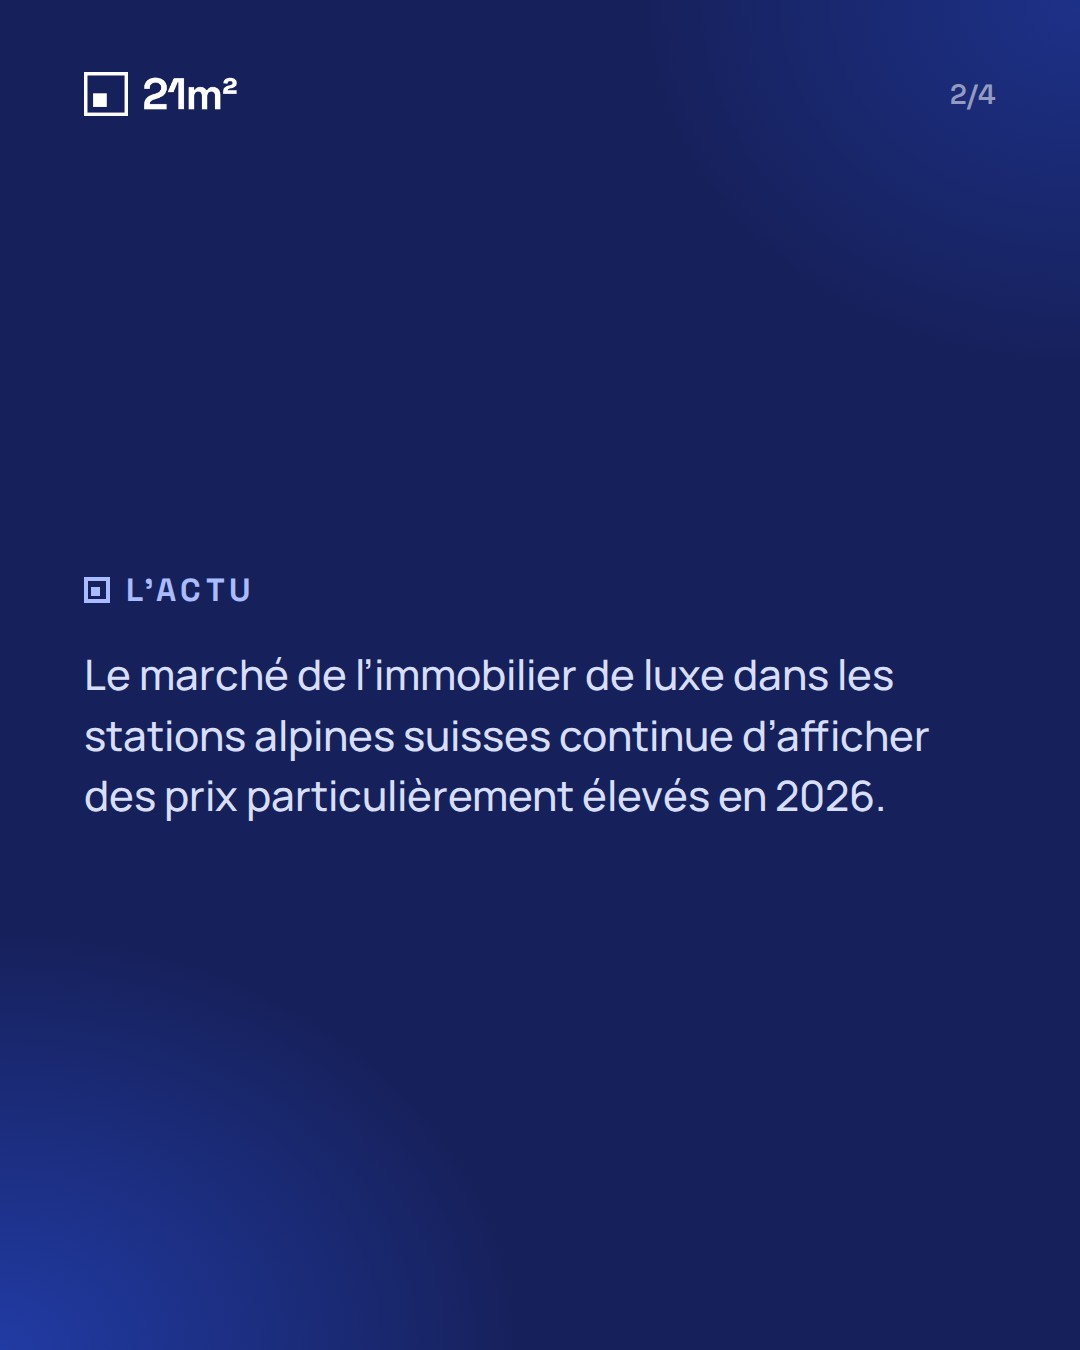 21m²
2/4
L’ACTU
Le marché de l’immobilier de luxe dans les
stations alpines suisses continue d’afficher
des prix particulièrement élevés en 2026.